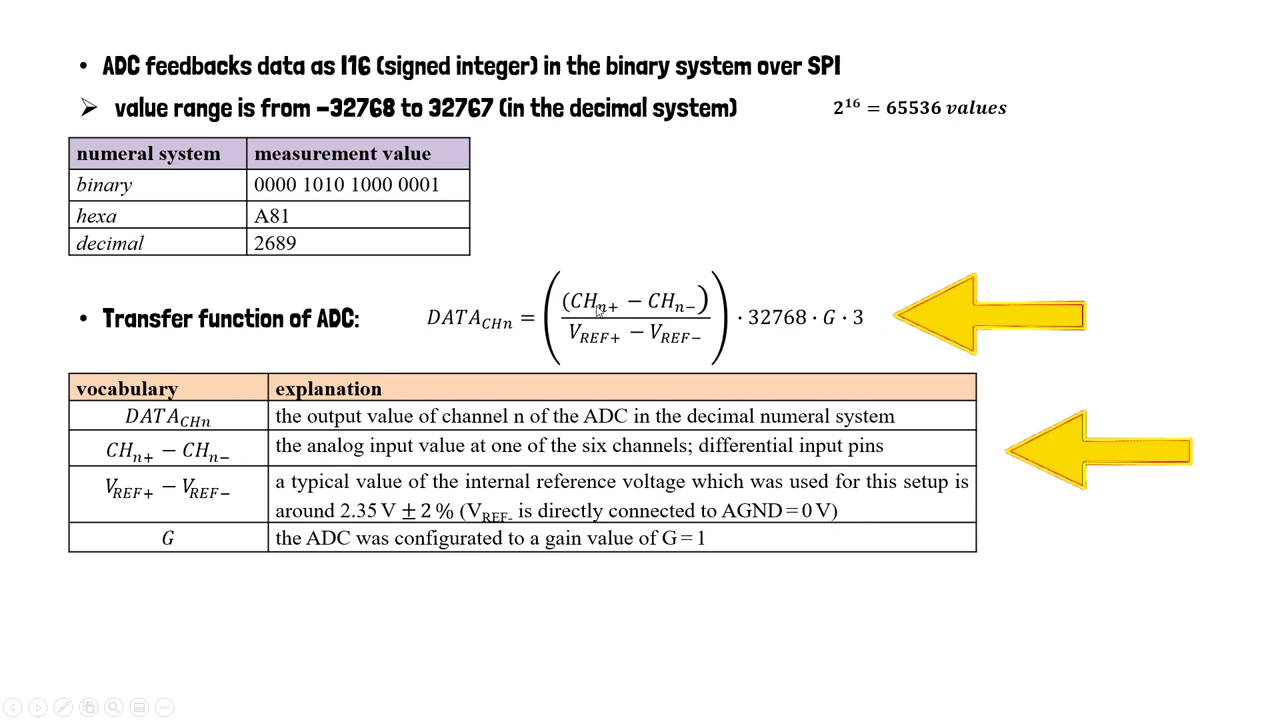 • ADC feedbacks data as I16 (signed integer) in the binary system over SPI
➢ value range is from -32768 to 32767 (in the decimal system) 2¹⁶ = 65536 values
numeral system measurement value
binary 0000 1010 1000 0001
hexa A81
decimal 2689
• Transfer function of ADC: DATA_CHn = ((CH_n+ − CH_n−) / (V_REF+ − V_REF−)) · 32768 · G · 3
vocabulary explanation
DATA_CHn the output value of channel n of the ADC in the decimal numeral system
CH_n+ − CH_n− the analog input value at one of the six channels; differential input pins
V_REF+ − V_REF− a typical value of the internal reference voltage which was used for this setup is
around 2.35 V ± 2 % (V_REF- is directly connected to AGND = 0 V)
G the ADC was configurated to a gain value of G = 1